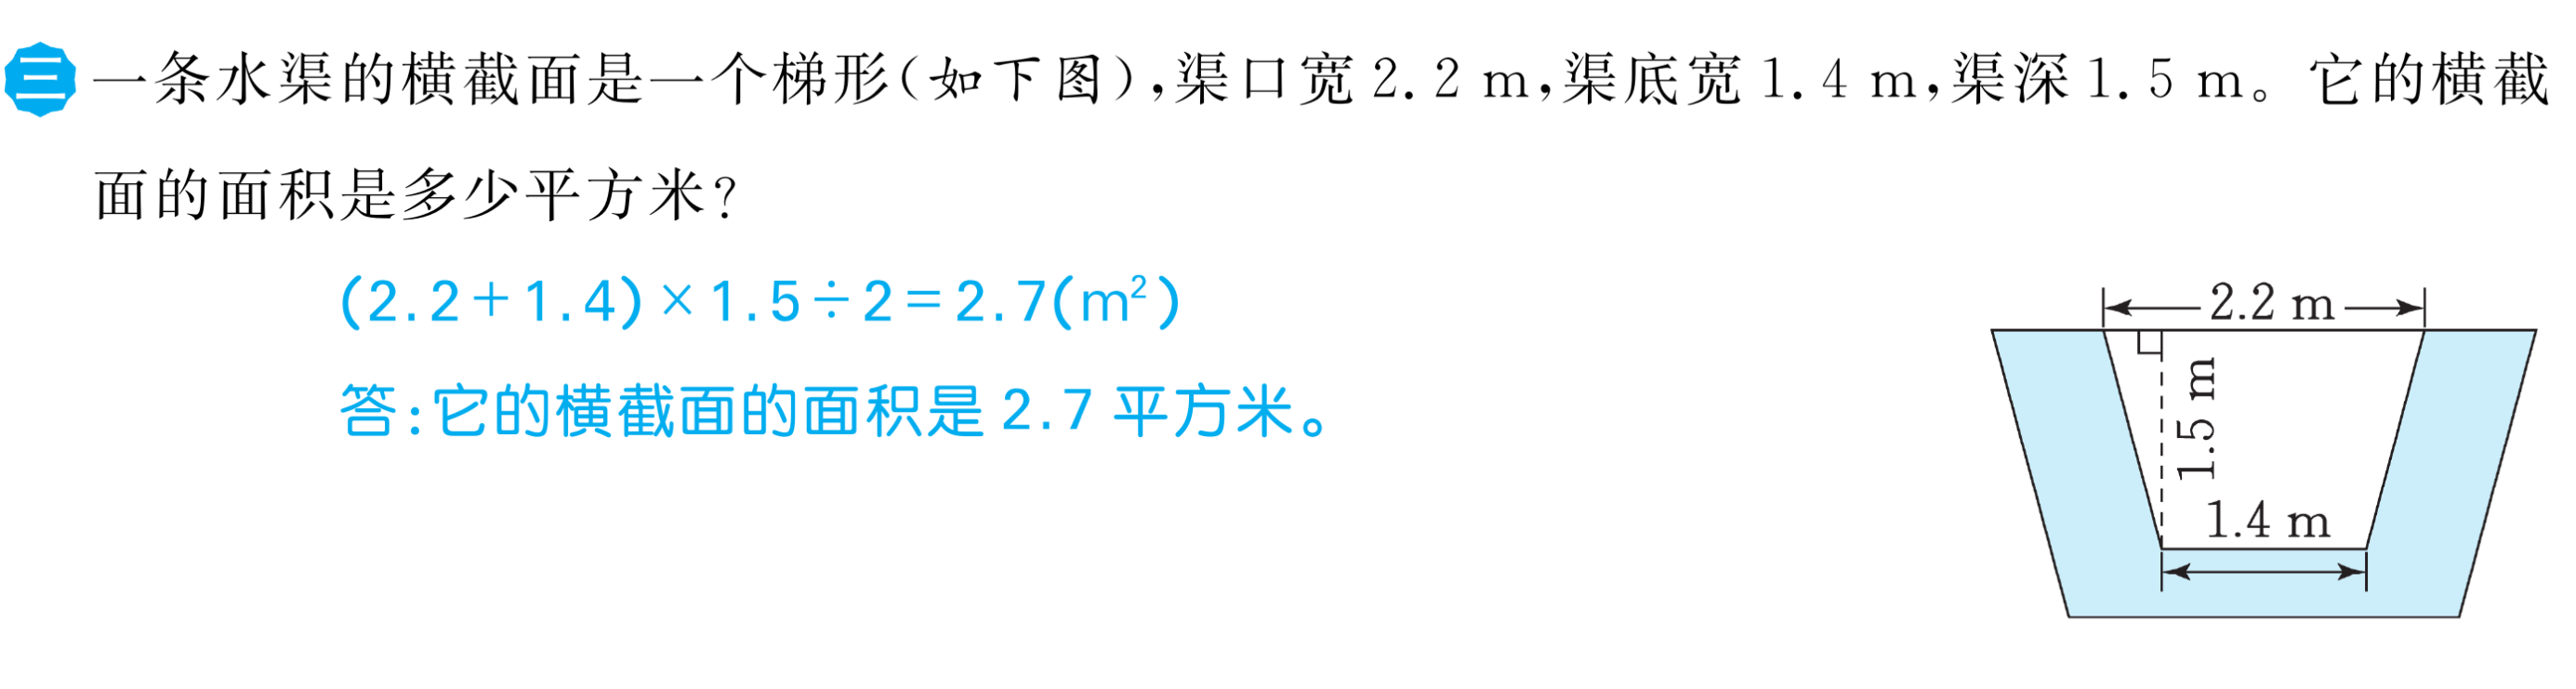 三 一条水渠的横截面是一个梯形(如下图),渠口宽2.2 m,渠底宽1.4 m,渠深1.5 m。它的横截
面的面积是多少平方米?
(2.2+1.4)×1.5÷2=2.7(m²)
答:它的横截面的面积是 2.7 平方米。
2.2 m
1.5 m
1.4 m